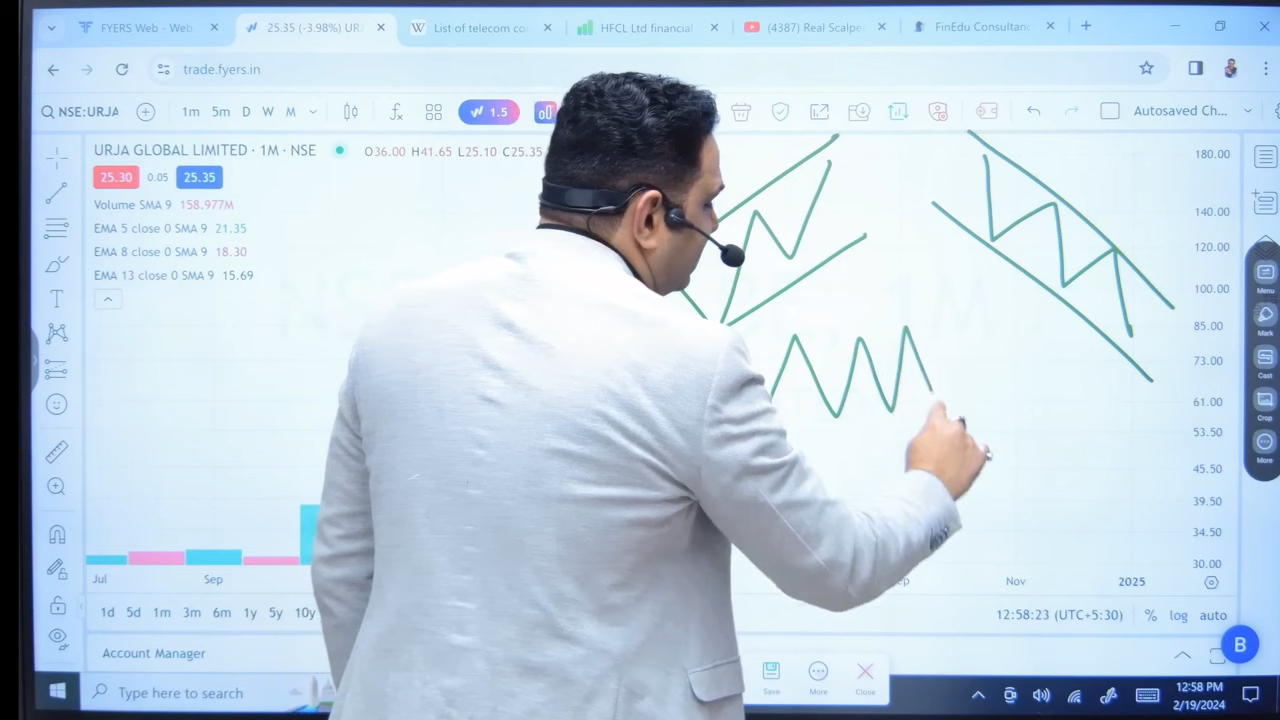 FYERS Web - Web
25.35 (-3.98%) UR
List of telecom co
HFCL Ltd financial
(4387) Real Scalpe
FinEdu Consultanc
trade.fyers.in
NSE:URJA
1m 5m D W M
1.5
Autosaved Ch...
URJA GLOBAL LIMITED · 1M · NSE
O36.00 H41.65 L25.10 C25.35
25.30 0.05 25.35
Volume SMA 9 158.977M
EMA 5 close 0 SMA 9 21.35
EMA 8 close 0 SMA 9 18.30
EMA 13 close 0 SMA 9 15.69
180.00
140.00
120.00
100.00
85.00
73.00
61.00
53.50
45.50
39.50
34.50
30.00
Menu
Mark
Cast
Crop
More
Jul Sep
ep Nov 2025
1d 5d 1m 3m 6m 1y 5y 10y
12:58:23 (UTC+5:30) % log auto
Account Manager
B
Save More Close
Type here to search
12:58 PM
2/19/2024